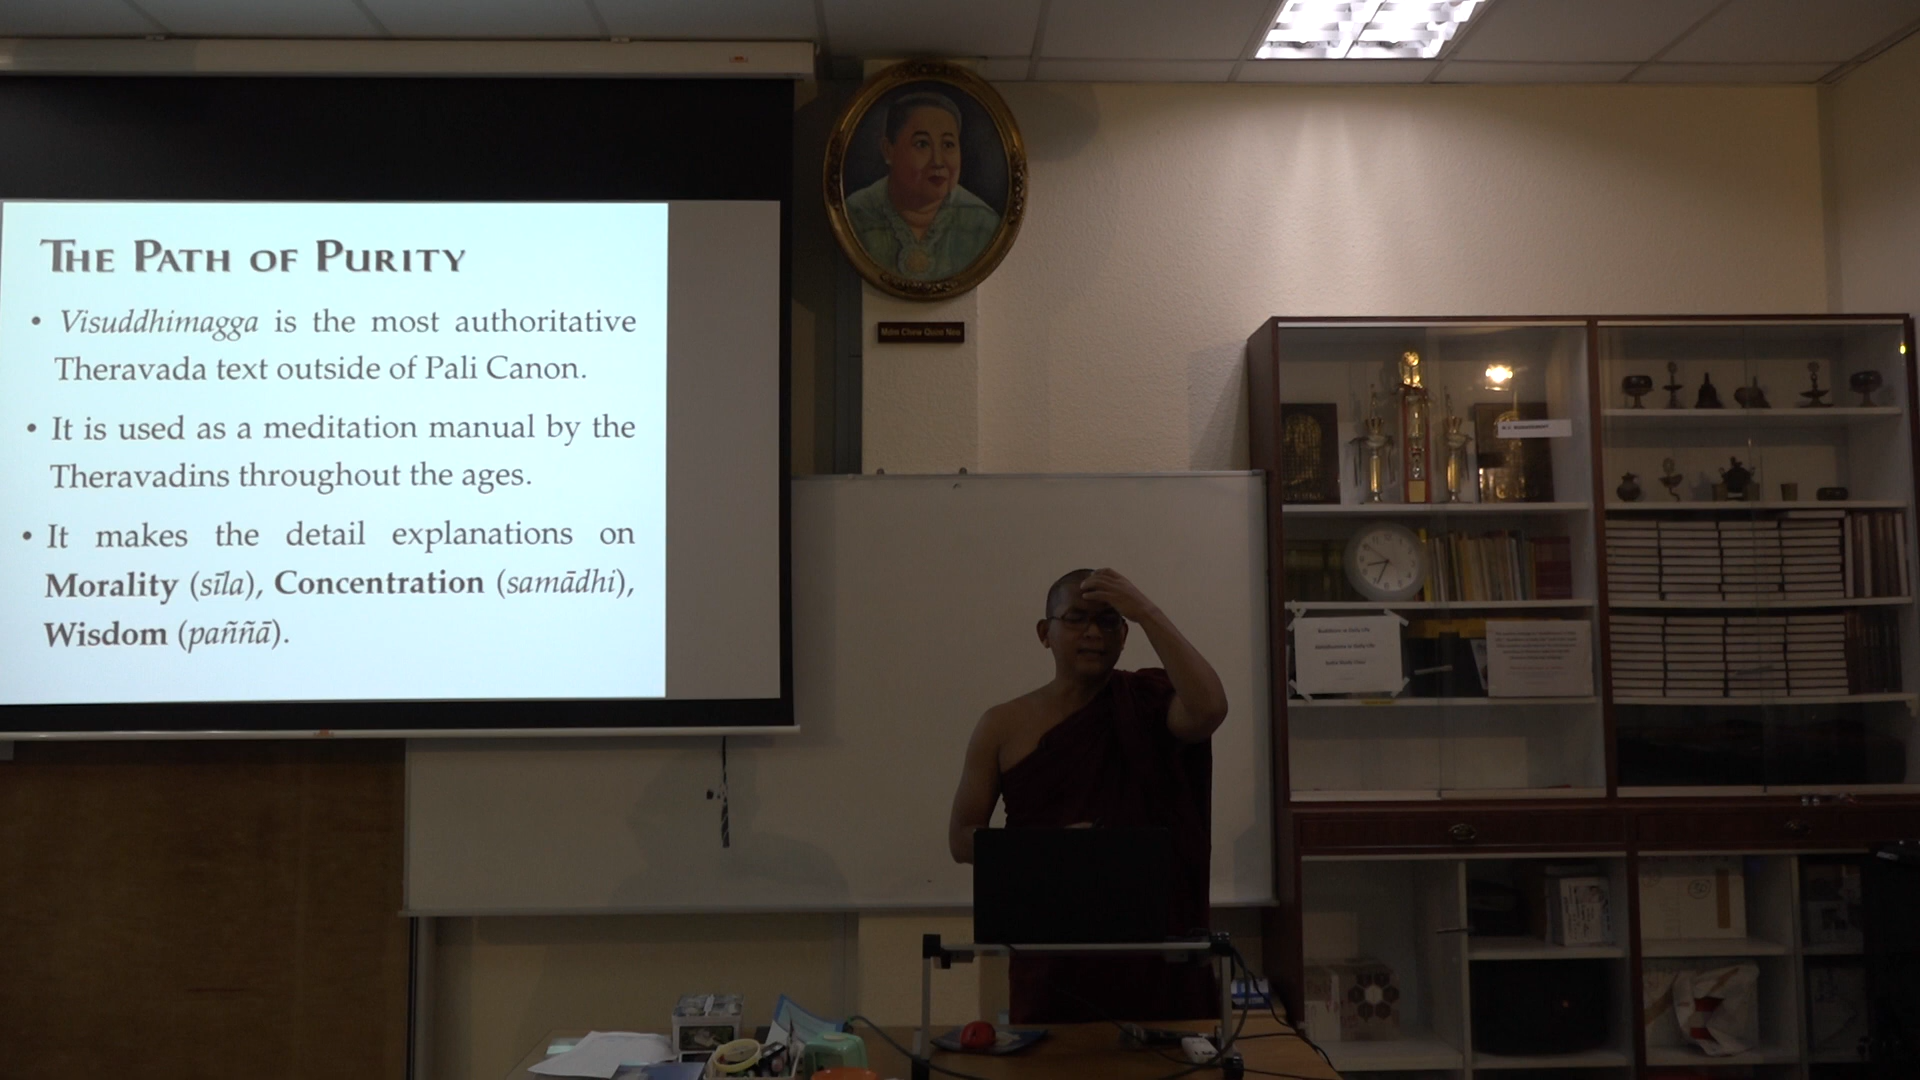 THE PATH OF PURITY
• Visuddhimagga is the most authoritative
Theravada text outside of Pali Canon.
• It is used as a meditation manual by the
Theravadins throughout the ages.
• It makes the detail explanations on
Morality (sīla), Concentration (samādhi),
Wisdom (paññā).